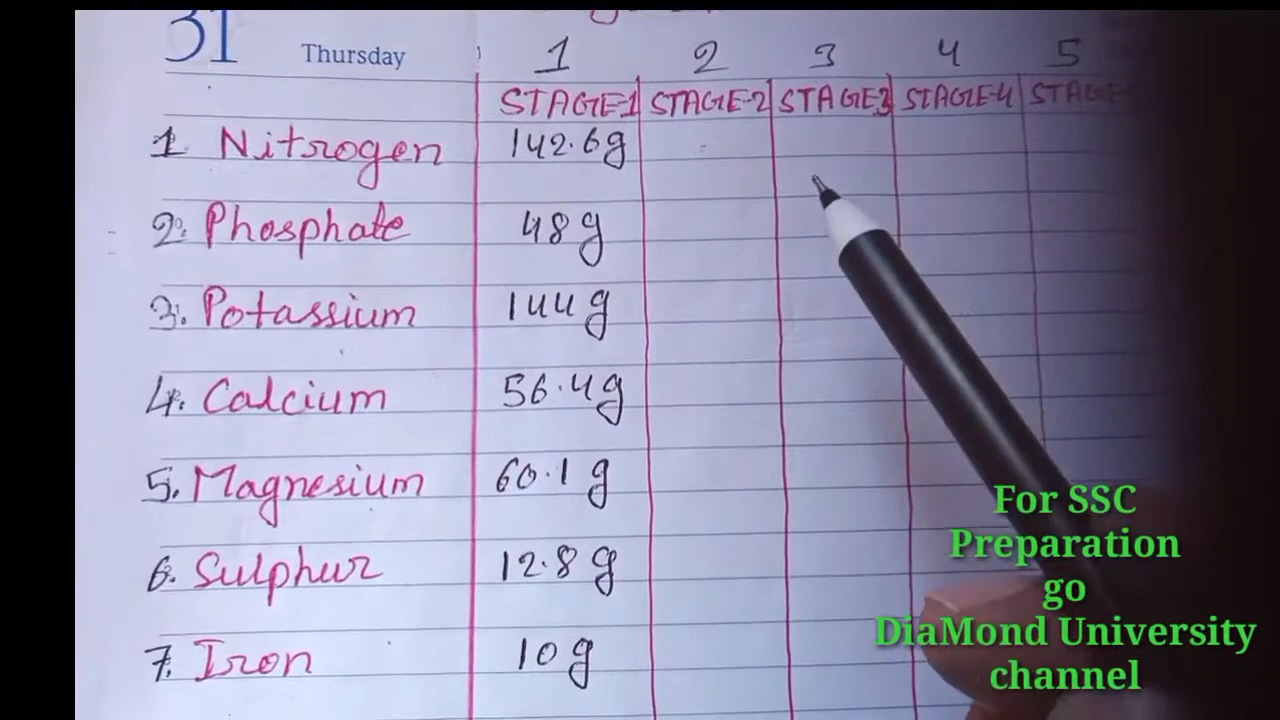 31 Thursday 1 2 3 4 5
STAGE-1 STAGE-2 STAGE3 STAGE-4
1. Nitrogen 142.6g
2. Phosphate 48g
3. Potassium 144g
4. Calcium 56.4g
5. Magnesium 60.1g
6. Sulphur 12.8g
7. Iron 10g
For SSC
Preparation
go
DiaMond University
channel